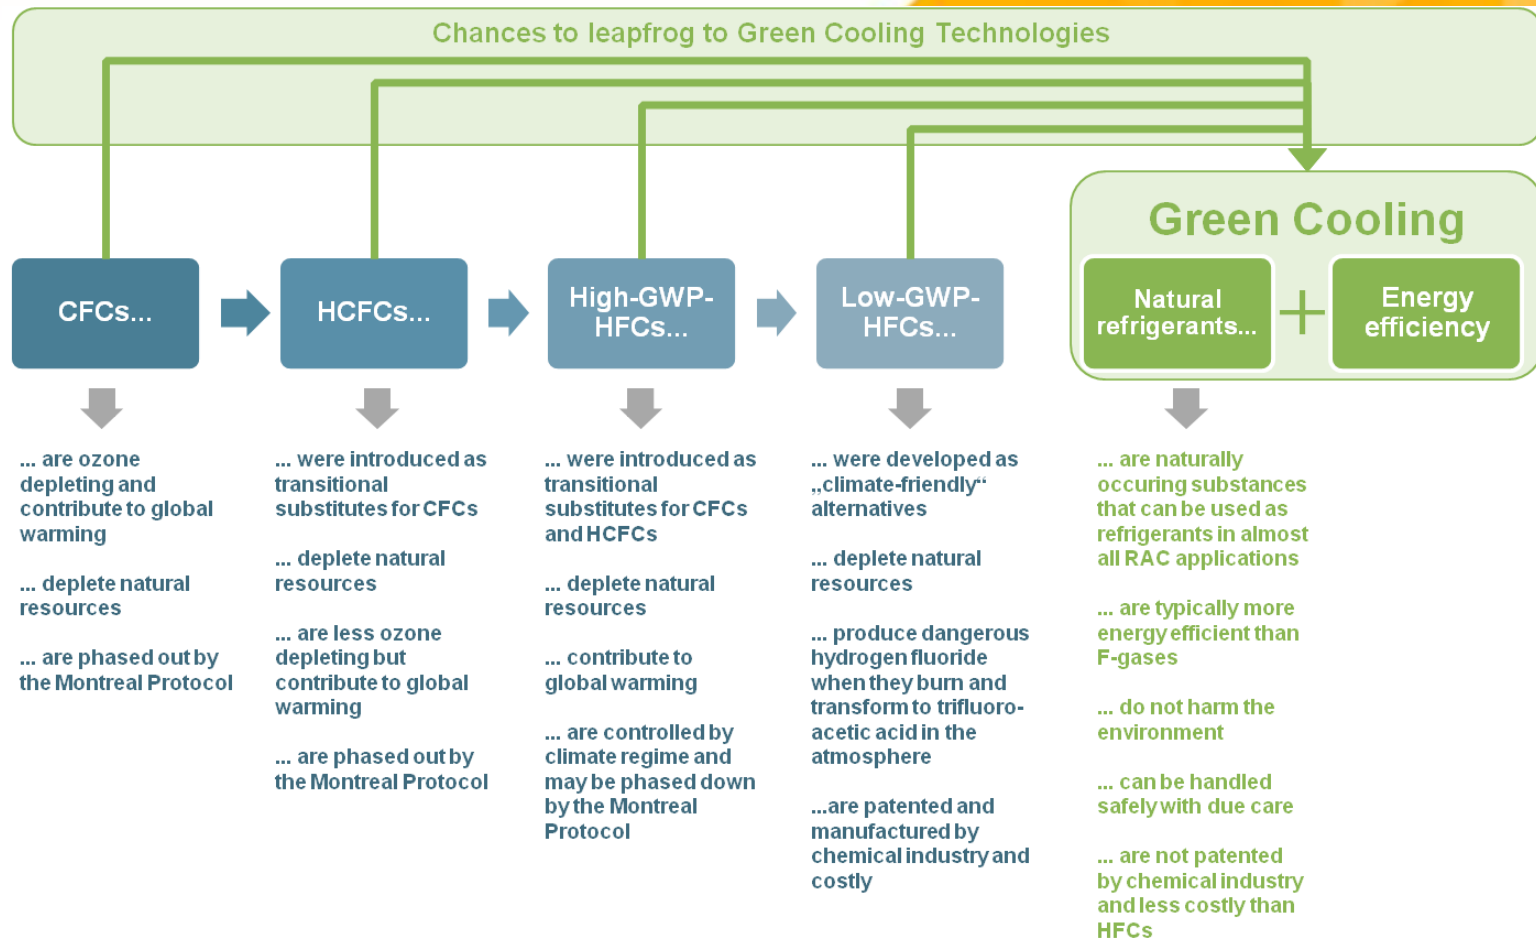 Chances to leapfrog to Green Cooling Technologies
Green Cooling
CFCs...
HCFCs...
High-GWP-
HFCs...
Low-GWP-
HFCs...
Natural
refrigerants...
+
Energy
efficiency
... are ozone
depleting and
contribute to global
warming
... deplete natural
resources
... are phased out by
the Montreal Protocol
... were introduced as
transitional
substitutes for CFCs
... deplete natural
resources
... are less ozone
depleting but
contribute to global
warming
... are phased out by
the Montreal Protocol
... were introduced as
transitional
substitutes for CFCs
and HCFCs
... deplete natural
resources
... contribute to
global warming
... are controlled by
climate regime and
may be phased down
by the Montreal
Protocol
... were developed as
„climate-friendly“
alternatives
... deplete natural
resources
... produce dangerous
hydrogen fluoride
when they burn and
transform to trifluoro-
acetic acid in the
atmosphere
...are patented and
manufactured by
chemical industry and
costly
... are naturally
occuring substances
that can be used as
refrigerants in almost
all RAC applications
... are typically more
energy efficient than
F-gases
... do not harm the
environment
... can be handled
safely with due care
... are not patented
by chemical industry
and less costly than
HFCs